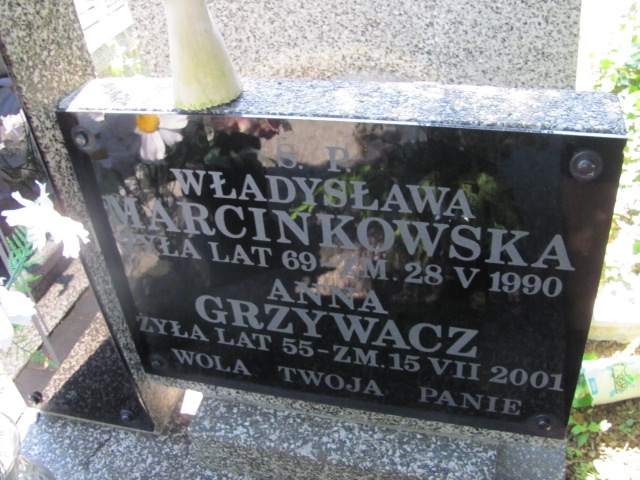 Ś. P.
WŁADYSŁAWA
MARCINKOWSKA
ŻYŁA LAT 69 - ZM. 28 V 1990
ANNA
GRZYWACZ
ŻYŁA LAT 55 - ZM. 15 VII 2001
WOLA TWOJA PANIE